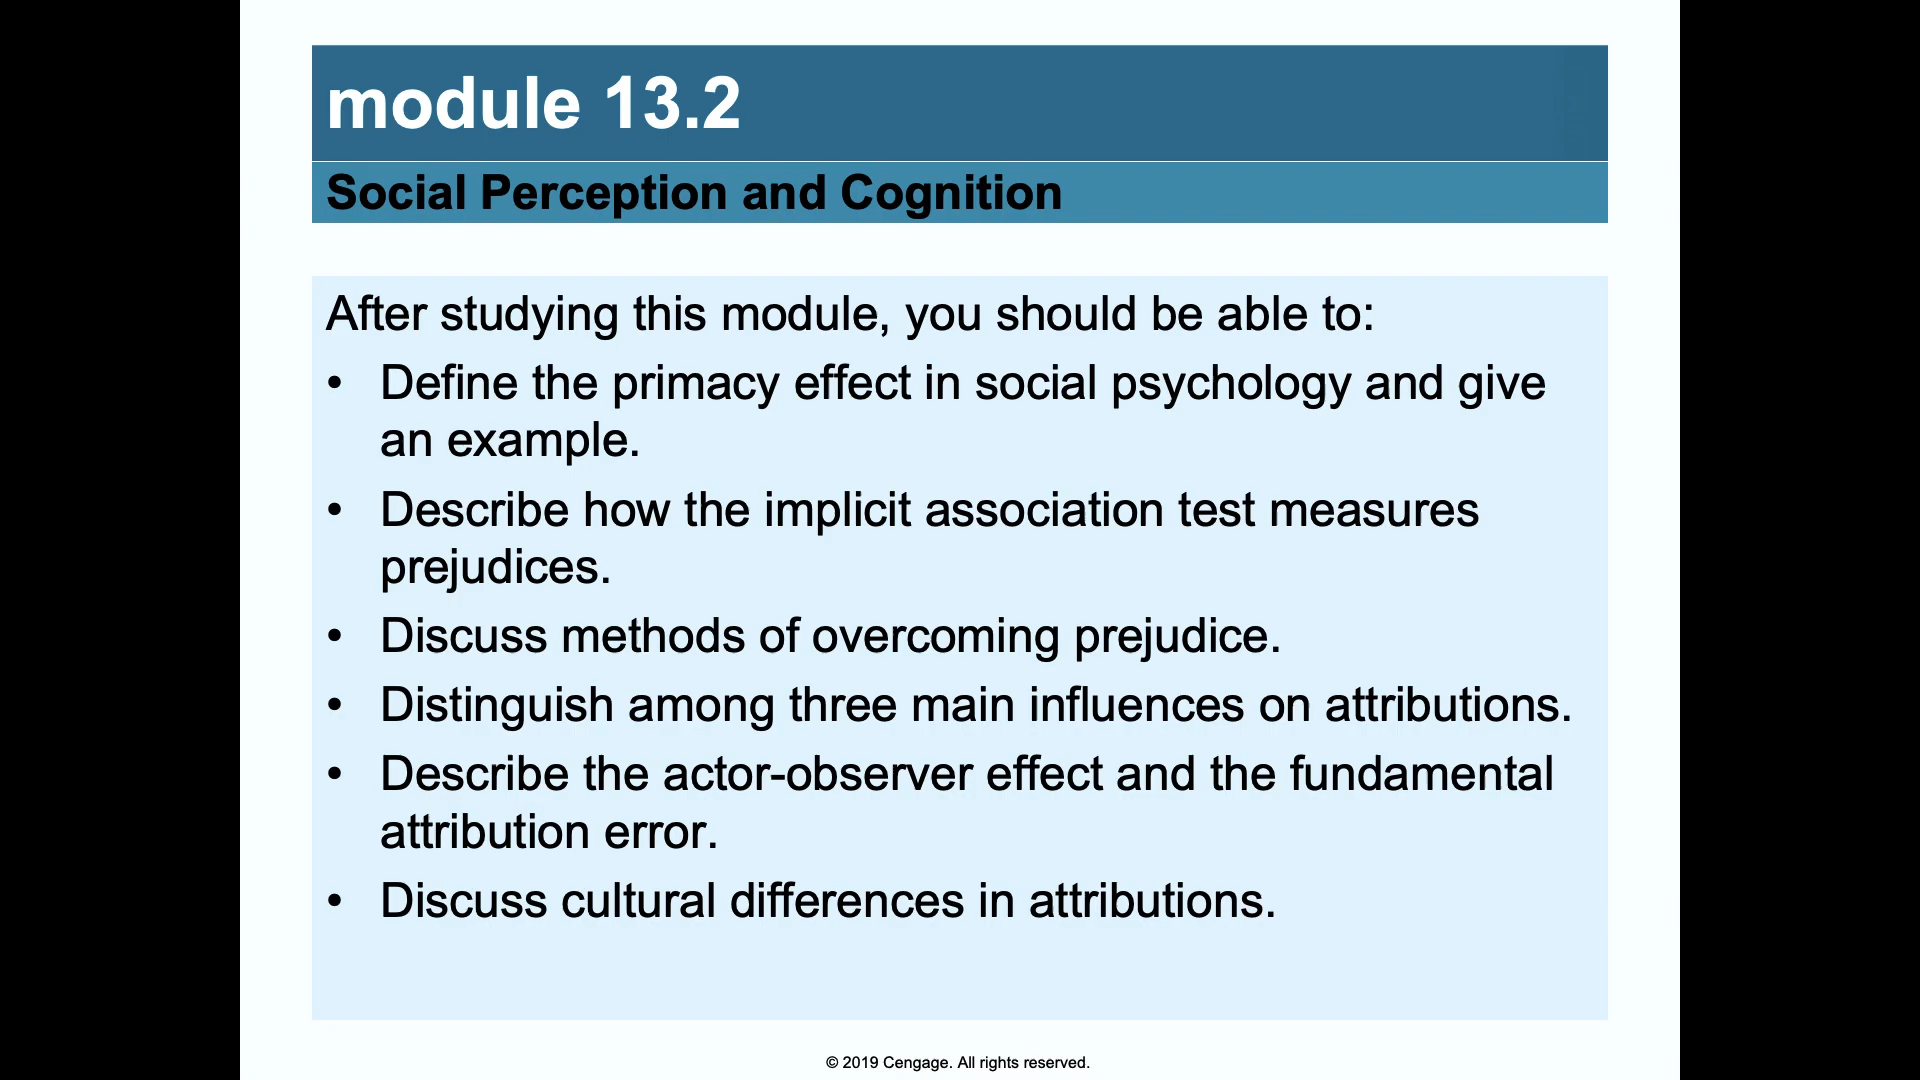 module 13.2
Social Perception and Cognition
After studying this module, you should be able to:
• Define the primacy effect in social psychology and give
an example.
• Describe how the implicit association test measures
prejudices.
• Discuss methods of overcoming prejudice.
• Distinguish among three main influences on attributions.
• Describe the actor-observer effect and the fundamental
attribution error.
• Discuss cultural differences in attributions.
© 2019 Cengage. All rights reserved.